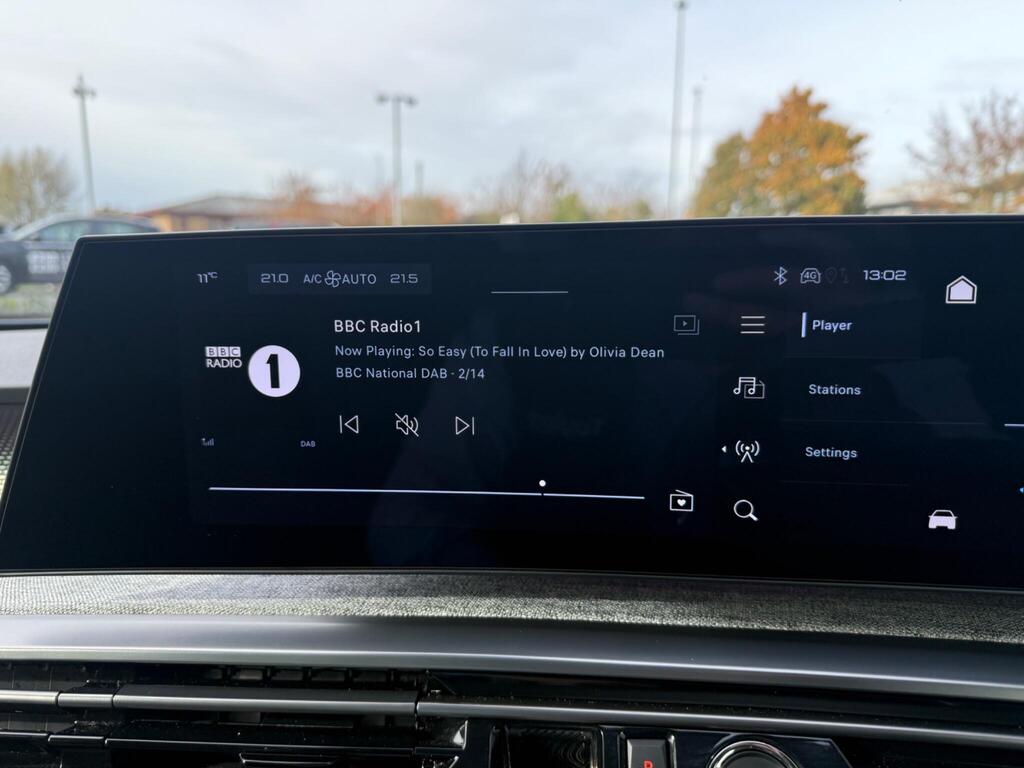 11°C 21.0 A/C AUTO 21.5 4G 13:02
BBC Radio1
Player
BBC
RADIO
1
Now Playing: So Easy (To Fall In Love) by Olivia Dean
BBC National DAB - 2/14
Stations
DAB
Settings
P